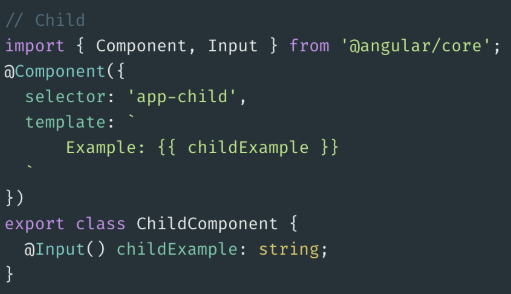 // Child
import { Component, Input } from '@angular/core';
@Component({
  selector: 'app-child',
  template: `
      Example: {{ childExample }}
  `
})
export class ChildComponent {
  @Input() childExample: string;
}